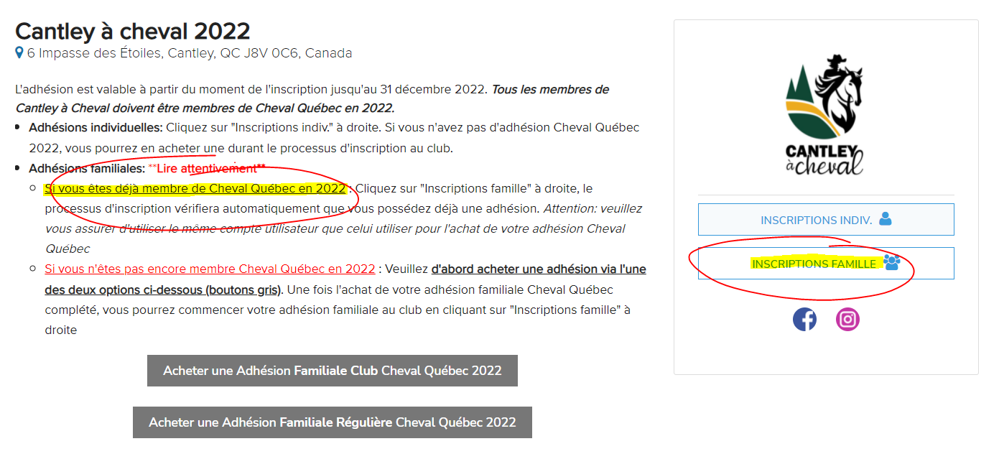 Cantley à cheval 2022
6 Impasse des Étoiles, Cantley, QC J8V 0C6, Canada
L'adhésion est valable à partir du moment de l'inscription jusqu'au 31 décembre 2022. Tous les membres de
Cantley à Cheval doivent être membres de Cheval Québec en 2022.
Adhésions individuelles: Cliquez sur "Inscriptions indiv." à droite. Si vous n'avez pas d'adhésion Cheval Québec
2022, vous pourrez en acheter une durant le processus d'inscription au club.
Adhésions familiales: **Lire attentivement**
Si vous êtes déjà membre de Cheval Québec en 2022 : Cliquez sur "Inscriptions famille" à droite, le
processus d'inscription vérifiera automatiquement que vous possédez déjà une adhésion. Attention: veuillez
vous assurer d'utiliser le même compte utilisateur que celui utiliser pour l'achat de votre adhésion Cheval
Québec
Si vous n'êtes pas encore membre Cheval Québec en 2022 : Veuillez d'abord acheter une adhésion via l'une
des deux options ci-dessous (boutons gris). Une fois l'achat de votre adhésion familiale Cheval Québec
complété, vous pourrez commencer votre adhésion familiale au club en cliquant sur "Inscriptions famille" à
droite
Acheter une Adhésion Familiale Club Cheval Québec 2022
Acheter une Adhésion Familiale Régulière Cheval Québec 2022
CANTLEY
à cheval
INSCRIPTIONS INDIV.
INSCRIPTIONS FAMILLE